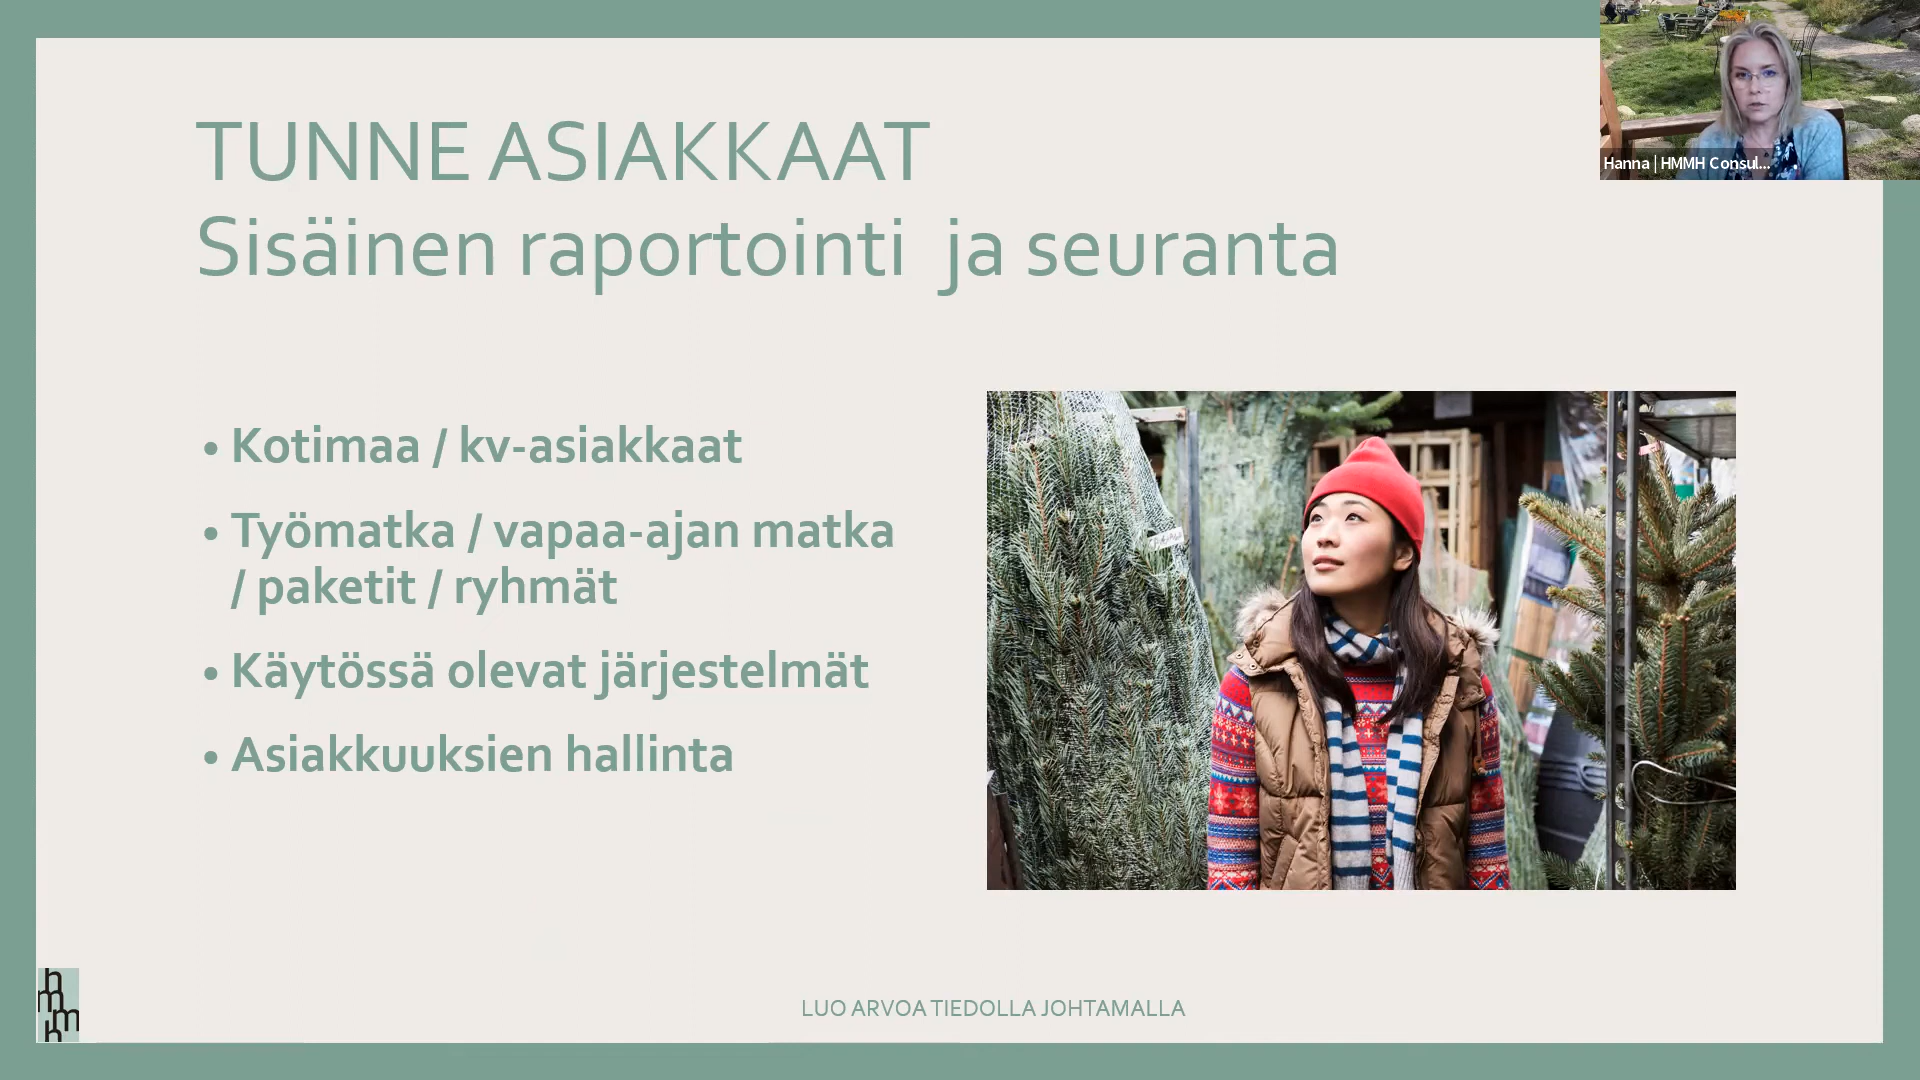 TUNNE ASIAKKAAT
Sisäinen raportointi ja seuranta
Hanna | HMMH Consul...
• Kotimaa / kv-asiakkaat
• Työmatka / vapaa-ajan matka
/ paketit / ryhmät
• Käytössä olevat järjestelmät
• Asiakkuuksien hallinta
h
m
m
h
LUO ARVOA TIEDOLLA JOHTAMALLA